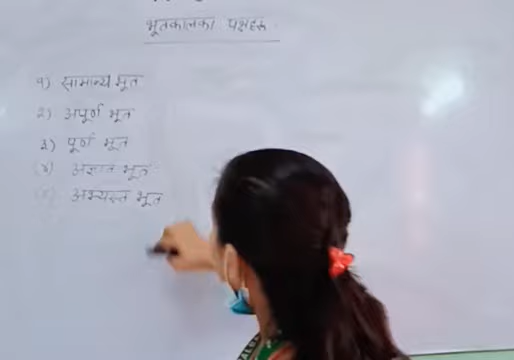 भूतकालका पक्षहरू
१) सामान्य भूत
२) अपूर्ण भूत
३) पूर्ण भूत
(४) अज्ञात भूत
(५) अभ्यस्त भूत